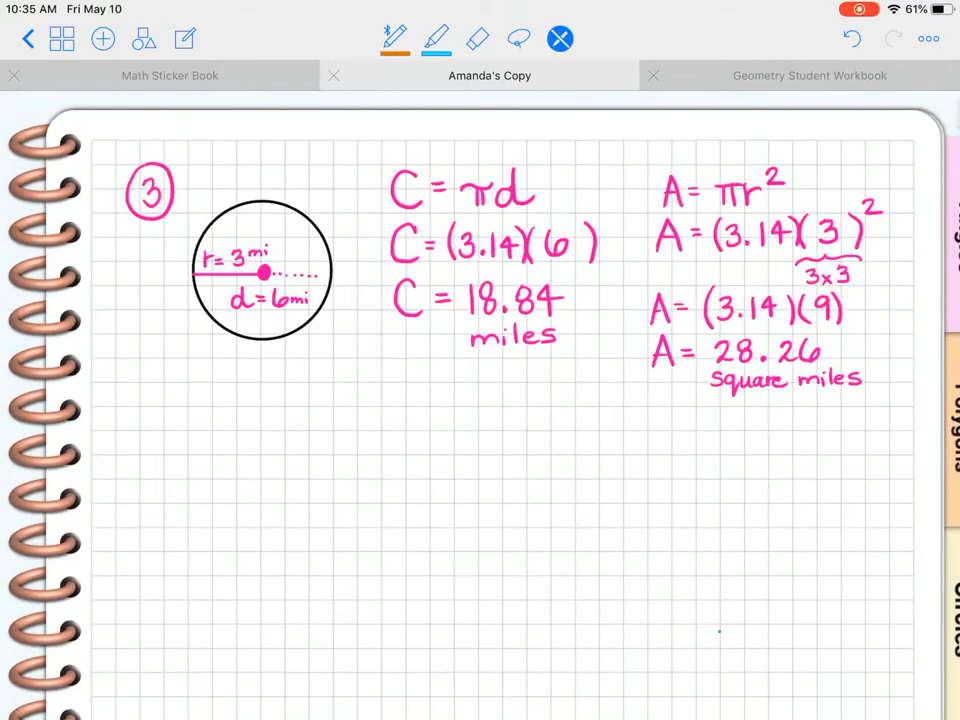 10:35 AM Fri May 10
61%
Math Sticker Book
Amanda's Copy
Geometry Student Workbook
3
r= 3 mi
d=6mi
C = πd
C= (3.14)(6 )
C = 18.84
miles
A= πr²
A= (3.14)(3 )²
3x3
A= (3.14)(9)
A= 28.26
square miles
Polygons
Circles